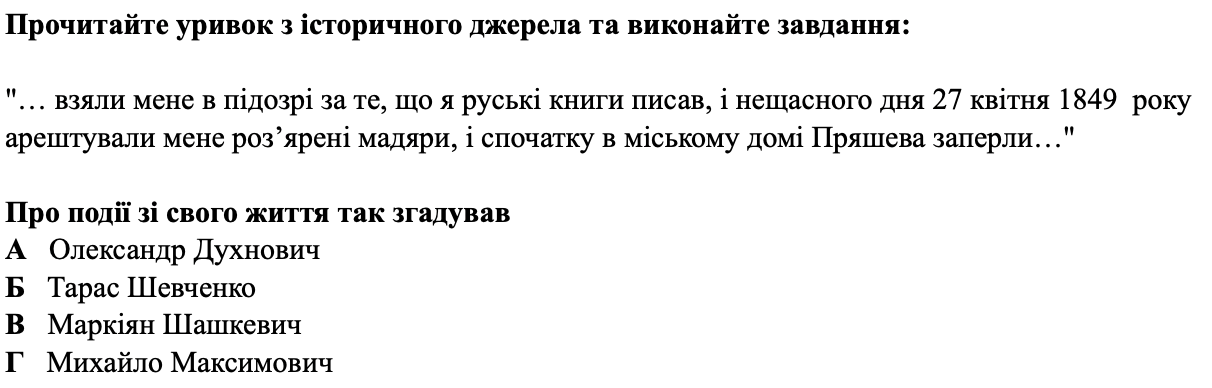 Прочитайте уривок з історичного джерела та виконайте завдання:
"… взяли мене в підозрі за те, що я руські книги писав, і нещасного дня 27 квітня 1849 року
арештували мене роз’ярені мадяри, і спочатку в міському домі Пряшева заперли…"
Про події зі свого життя так згадував
А Олександр Духнович
Б Тарас Шевченко
В Маркіян Шашкевич
Г Михайло Максимович